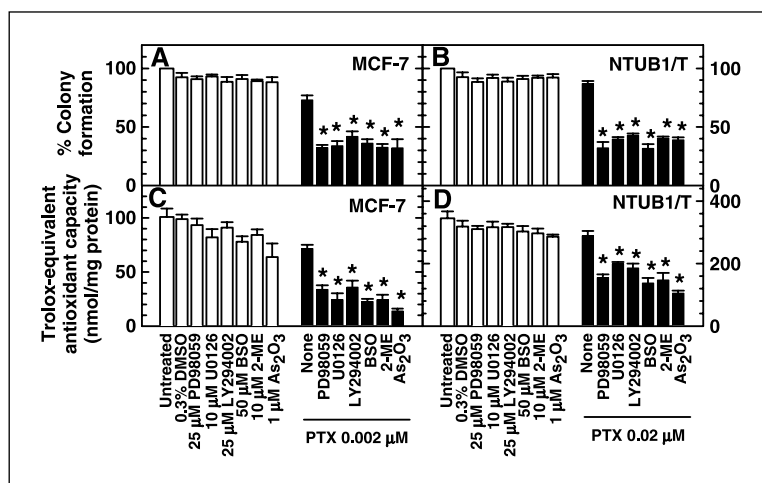 A
MCF-7
B
NTUB1/T
% Colony
formation
100
50
0
100
50
0
C
MCF-7
D
NTUB1/T
Trolox-equivalent
antioxidant capacity
(nmol/mg protein)
100
50
0
400
200
0
Untreated
0.3% DMSO
25 µM PD98059
10 µM U0126
25 µM LY294002
50 µM BSO
10 µM 2-ME
1 µM As2O3
None
PD98059
U0126
LY294002
BSO
2-ME
As2O3
PTX 0.002 µM
Untreated
0.3% DMSO
25 µM PD98059
10 µM U0126
25 µM LY294002
50 µM BSO
10 µM 2-ME
1 µM As2O3
None
PD98059
U0126
LY294002
BSO
2-ME
As2O3
PTX 0.02 µM